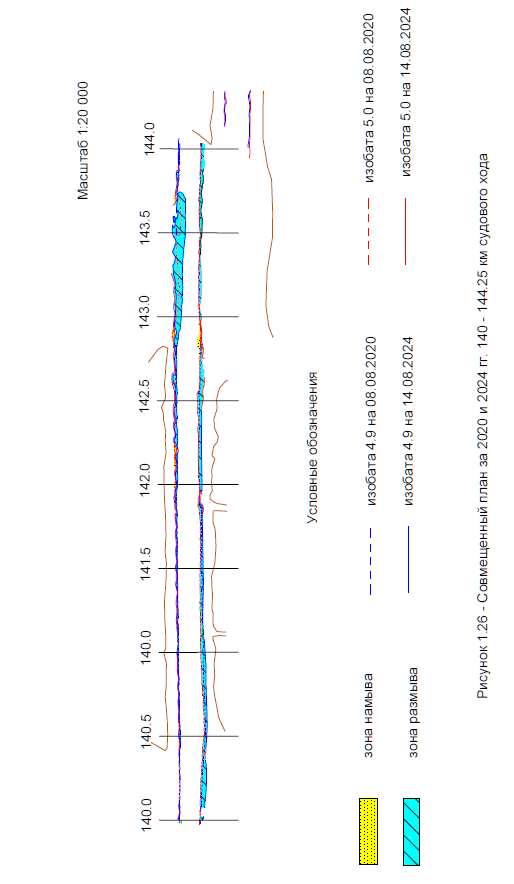 Масштаб 1:20 000
140.0
140.5
140.0
141.5
142.0
142.5
143.0
143.5
144.0
Условные обозначения
зона намыва
изобата 4.9 на 08.08.2020
изобата 5.0 на 08.08.2020
зона размыва
изобата 4.9 на 14.08.2024
изобата 5.0 на 14.08.2024
Рисунок 1.26 - Совмещенный план за 2020 и 2024 гг. 140 - 144.25 км судового хода